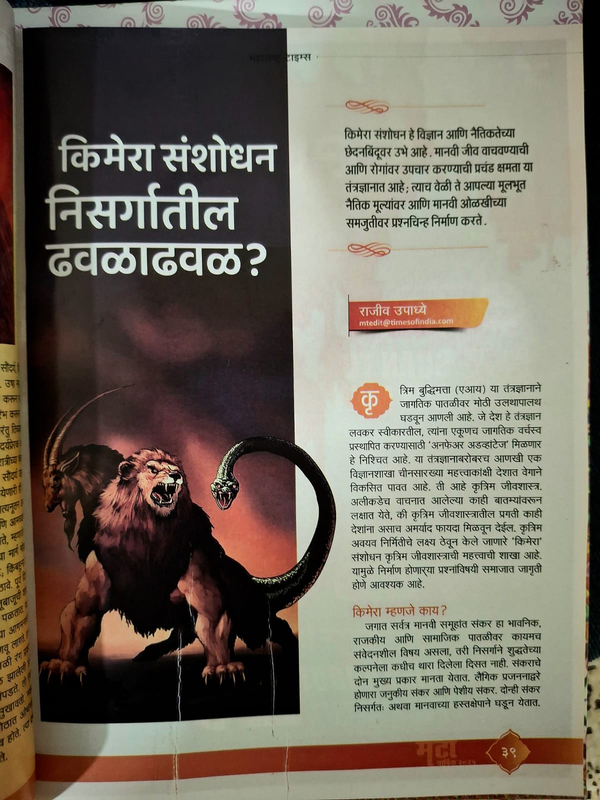 महाराष्ट्र टाइम्स
किमेरा संशोधन
निसर्गातील
ढवळाढवळ?
किमेरा संशोधन हे विज्ञान आणि नैतिकतेच्या
छेदनबिंदूवर उभे आहे. मानवी जीव वाचवण्याची
आणि रोगांवर उपचार करण्याची प्रचंड क्षमता या
तंत्रज्ञानात आहे; त्याच वेळी ते आपल्या मूलभूत
नैतिक मूल्यांवर आणि मानवी ओळखीच्या
समजुतीवर प्रश्नचिन्ह निर्माण करते.
राजीव उपाध्ये
mtedit@timesofindia.com
कृत्रिम बुद्धिमत्ता (एआय) या तंत्रज्ञानाने
जागतिक पातळीवर मोठी उलथापालथ
घडवून आणली आहे. जे देश हे तंत्रज्ञान
लवकर स्वीकारतील, त्यांना एकूणच जागतिक वर्चस्व
प्रस्थापित करण्यासाठी 'अनफेअर अडव्हांटेज' मिळणार
हे निश्चित आहे. या तंत्रज्ञानाबरोबरच आणखी एक
विज्ञानशाखा चीनसारख्या महत्त्वाकांक्षी देशात वेगाने
विकसित पावत आहे. ती आहे कृत्रिम जीवशास्त्र.
अलीकडेच वाचनात आलेल्या काही बातम्यांवरून
लक्षात येते, की कृत्रिम जीवशास्त्रातील प्रगती काही
देशांना असाच अमर्याद फायदा मिळवून देईल. कृत्रिम
अवयव निर्मितीचे लक्ष्य ठेवून केले जाणारे 'किमेरा'
संशोधन कृत्रिम जीवशास्त्राची महत्त्वाची शाखा आहे.
यामुळे निर्माण होणाऱ्या प्रश्नांविषयी समाजात जागृती
होणे आवश्यक आहे.
किमेरा म्हणजे काय?
जगात सर्वत्र मानवी समूहांत संकर हा भावनिक,
राजकीय आणि सामाजिक पातळीवर कायमच
संवेदनशील विषय असला, तरी निसर्गाने शुद्धतेच्या
कल्पनेला कधीच थारा दिलेला दिसत नाही. संकराचे
दोन मुख्य प्रकार मानता येतात. लैंगिक प्रजननाद्वारे
होणारा जनुकीय संकर आणि पेशीय संकर. दोन्ही संकर
निसर्गतः अथवा मानवाच्या हस्तक्षेपाने घडून येतात.
मटा
३९